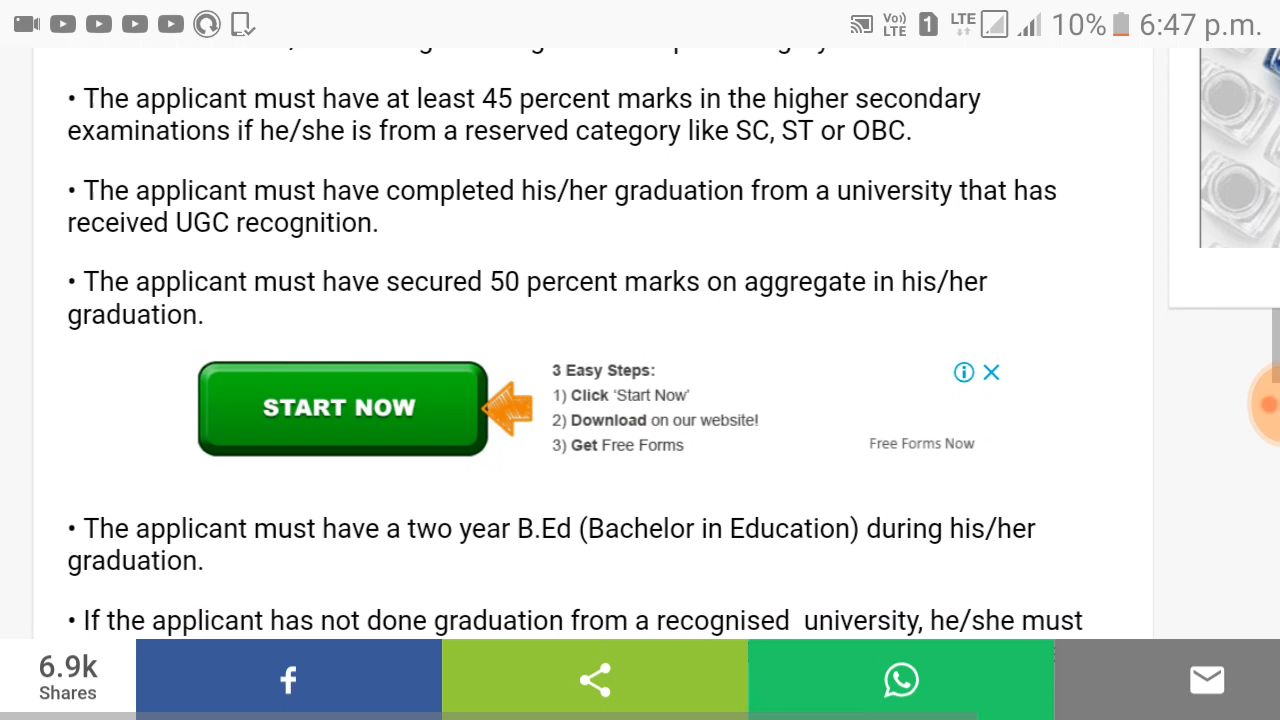 Vo) LTE 1 LTE 10% 6:47 p.m.
• The applicant must have at least 45 percent marks in the higher secondary
examinations if he/she is from a reserved category like SC, ST or OBC.
• The applicant must have completed his/her graduation from a university that has
received UGC recognition.
• The applicant must have secured 50 percent marks on aggregate in his/her
graduation.
START NOW
3 Easy Steps:
1) Click 'Start Now'
2) Download on our website!
3) Get Free Forms
Free Forms Now
• The applicant must have a two year B.Ed (Bachelor in Education) during his/her
graduation.
• If the applicant has not done graduation from a recognised  university, he/she must
6.9k
Shares